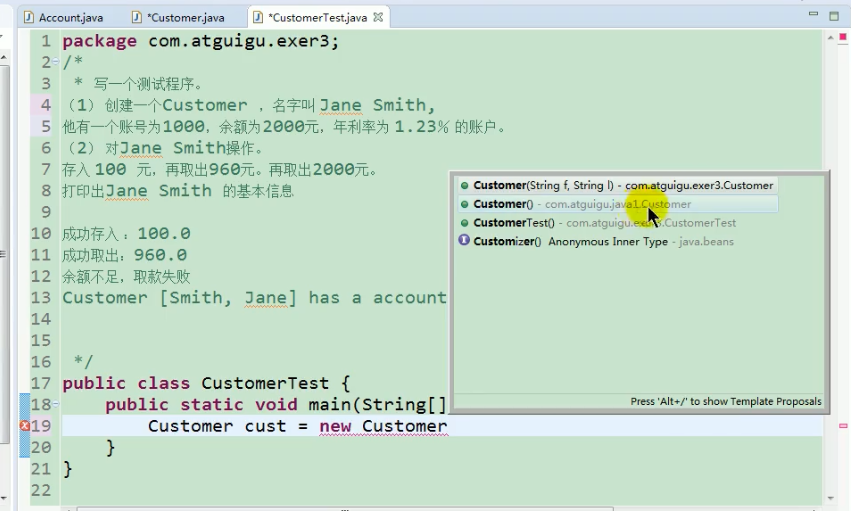 Account.java
*Customer.java
*CustomerTest.java
1 package com.atguigu.exer3;
2 /*
3 * 写一个测试程序。
4 （1）创建一个Customer ，名字叫 Jane Smith,
5 他有一个账号为1000，余额为2000元，年利率为 1.23％ 的账户。
6 （2）对Jane Smith操作。
7 存入 100 元，再取出960元。再取出2000元。
8 打印出Jane Smith 的基本信息
9
10 成功存入 ：100.0
11 成功取出：960.0
12 余额不足，取款失败
13 Customer [Smith, Jane] has a account
14
15
16 */
17 public class CustomerTest {
18 public static void main(String[]
19 Customer cust = new Customer
20 }
21 }
22
Customer(String f, String l) - com.atguigu.exer3.Customer
Customer() - com.atguigu.java1.Customer
CustomerTest() - com.atguigu.exer3.CustomerTest
Customizer() Anonymous Inner Type - java.beans
Press 'Alt+/' to show Template Proposals